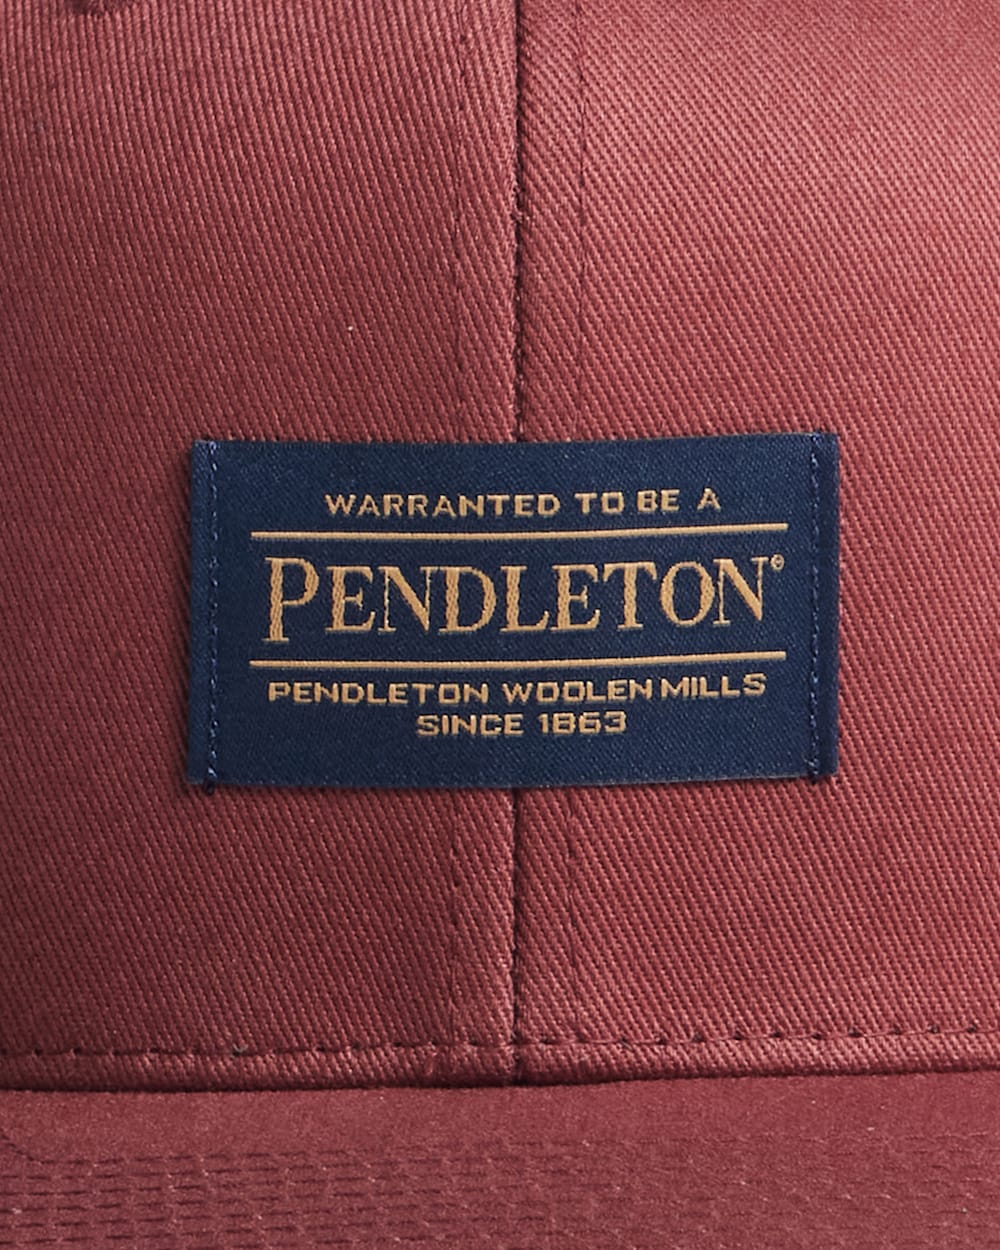 WARRANTED TO BE A
PENDLETON®
PENDLETON WOOLEN MILLS
SINCE 1863